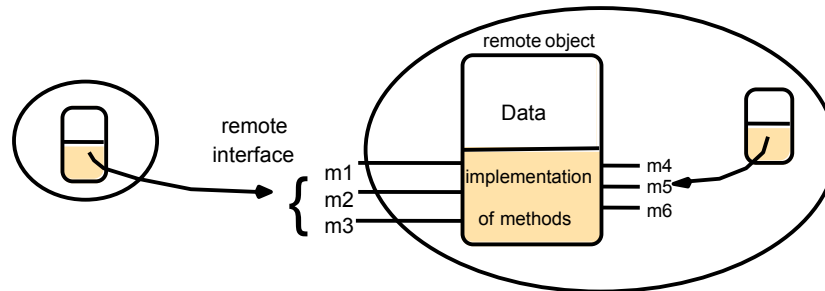 remote object
Data
remote
interface
m1
m2
m3
{
implementation
of methods
m4
m5
m6